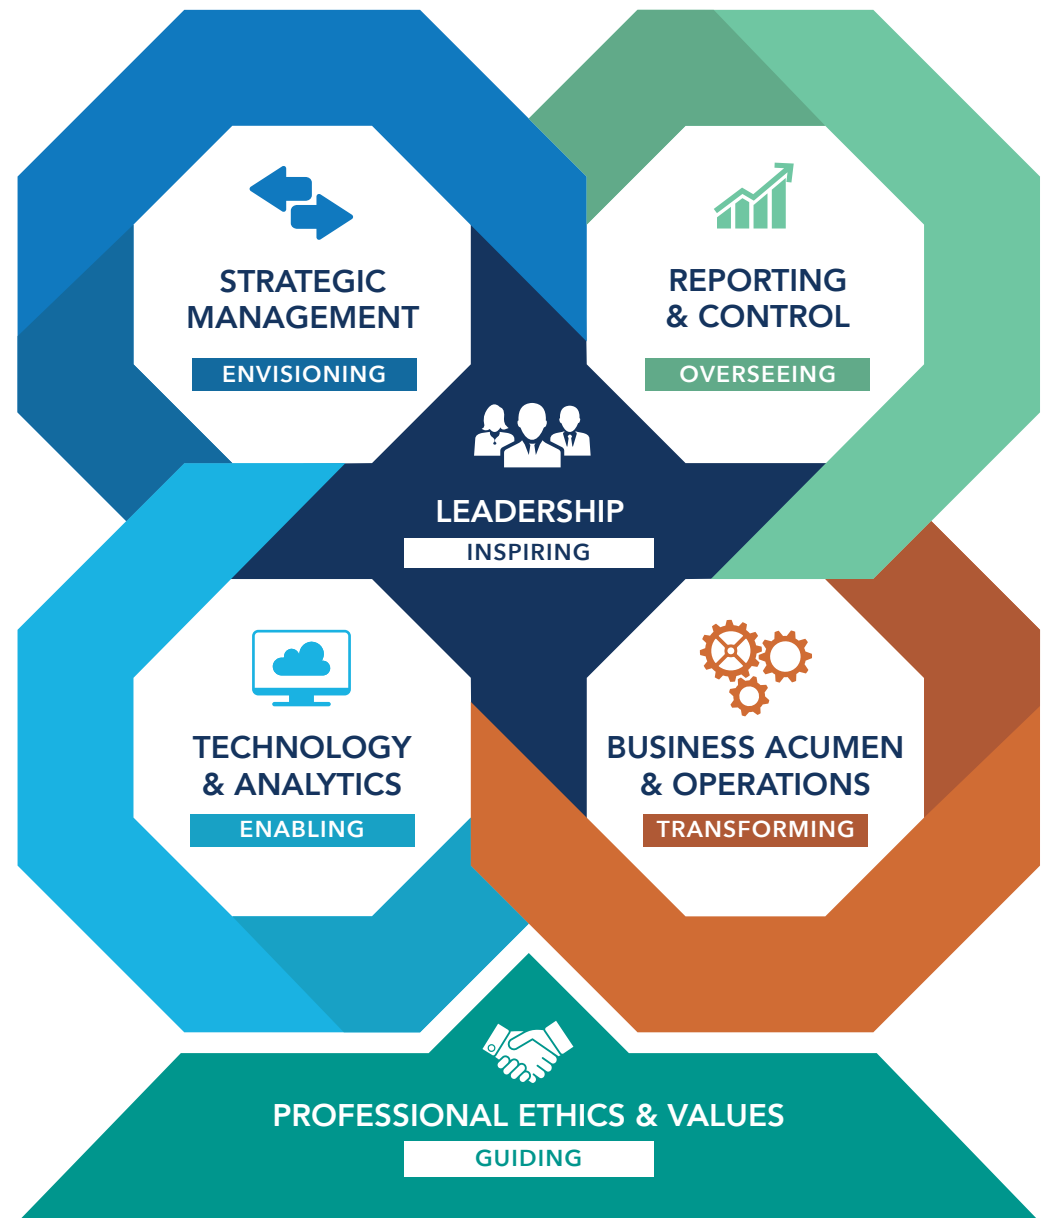 STRATEGIC
MANAGEMENT
ENVISIONING
REPORTING
& CONTROL
OVERSEEING
LEADERSHIP
INSPIRING
TECHNOLOGY
& ANALYTICS
ENABLING
BUSINESS ACUMEN
& OPERATIONS
TRANSFORMING
PROFESSIONAL ETHICS & VALUES
GUIDING